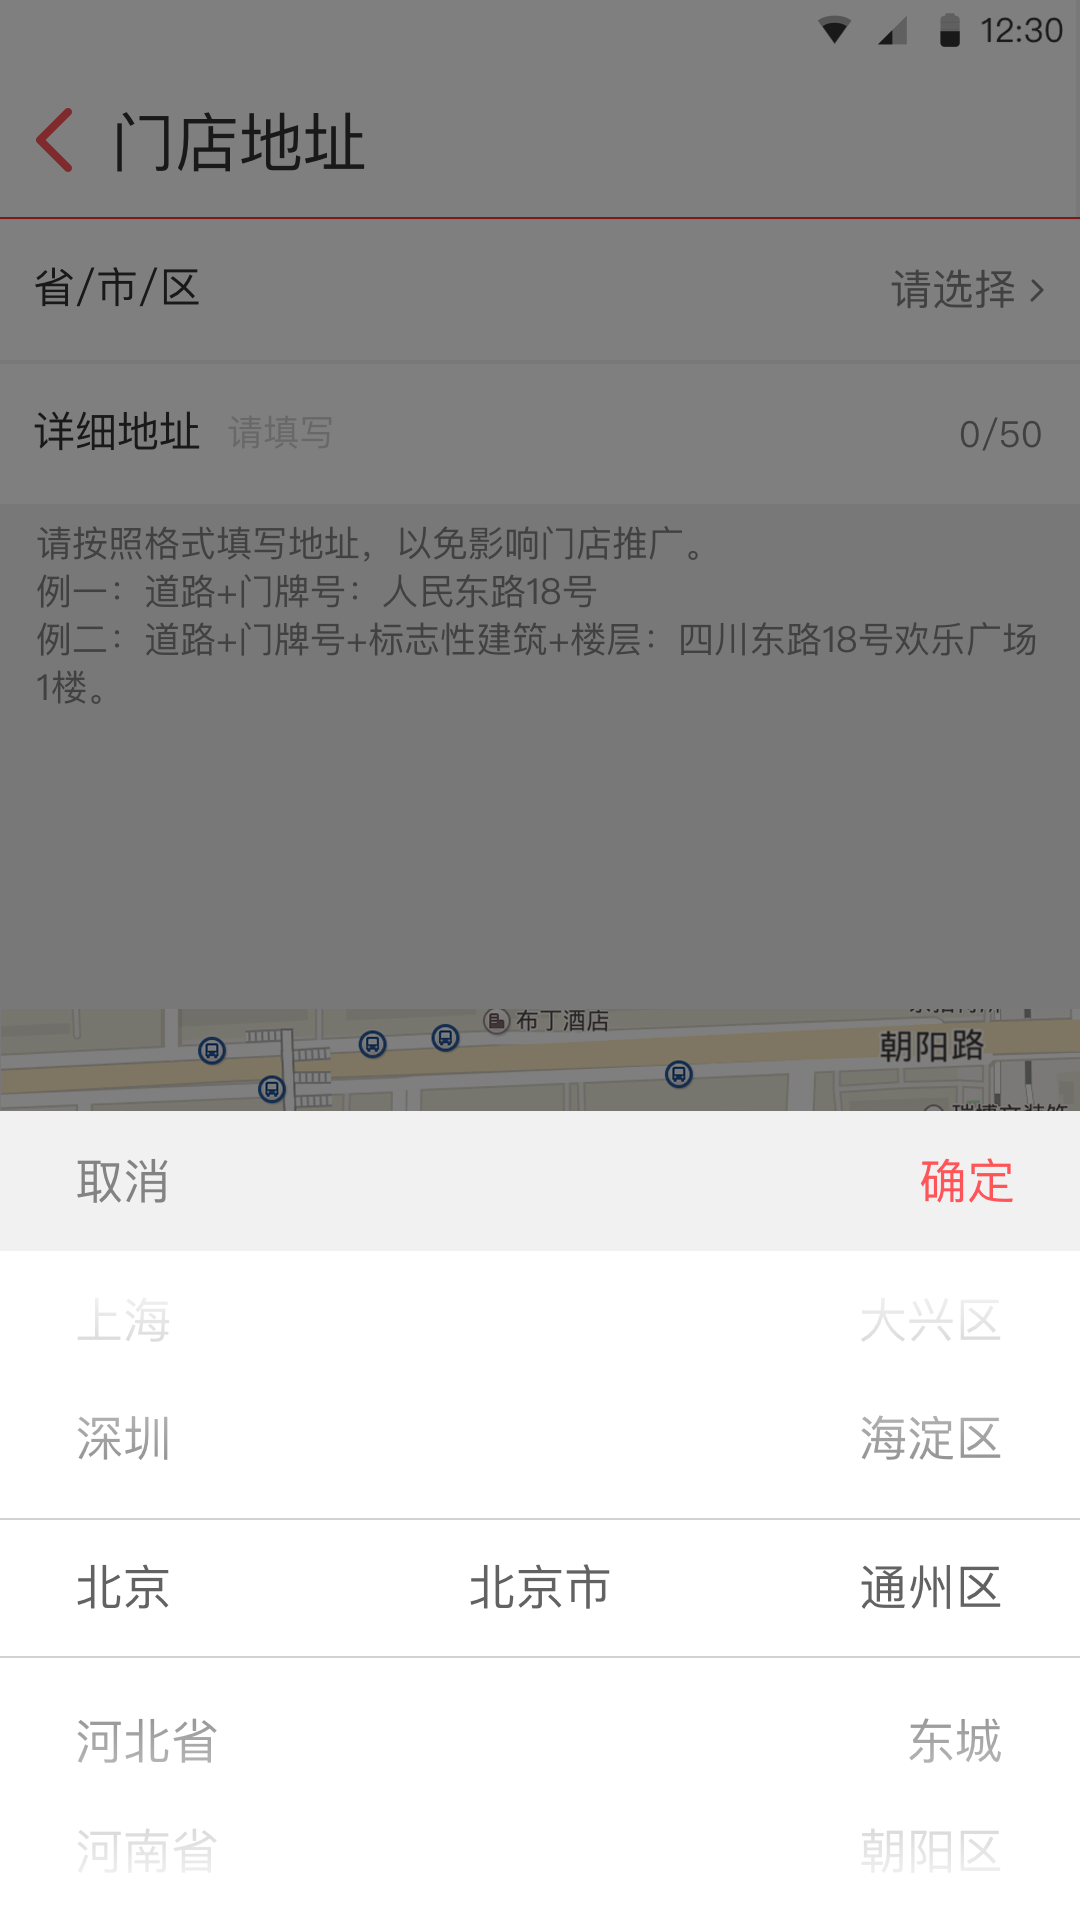 12:30
门店地址
省/市/区 请选择
详细地址 请填写 0/50
请按照格式填写地址，以免影响门店推广。
例一：道路+门牌号：人民东路18号
例二：道路+门牌号+标志性建筑+楼层：四川东路18号欢乐广场
1楼。
布丁酒店
朝阳路
取消 确定
上海 大兴区
深圳 海淀区
北京 北京市 通州区
河北省 东城
河南省 朝阳区